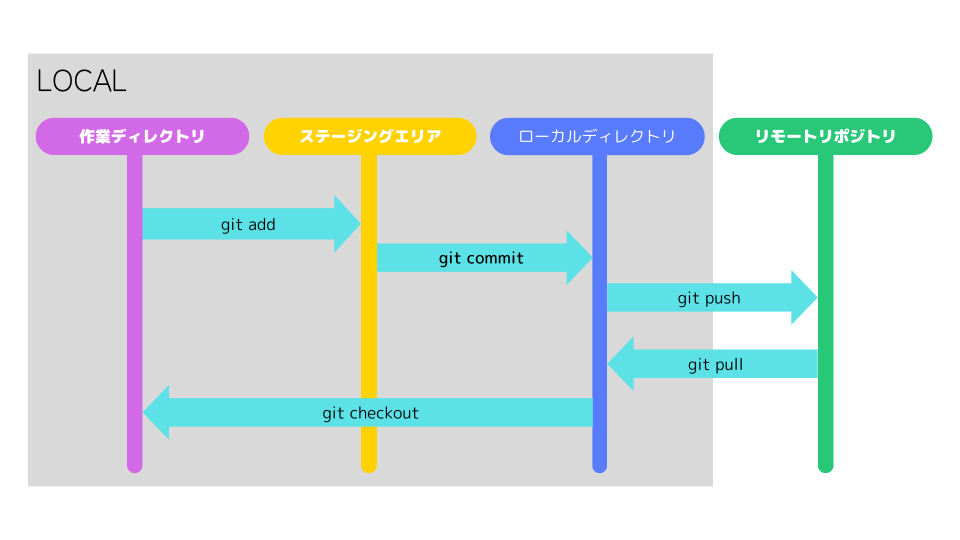 LOCAL
作業ディレクトリ
ステージングエリア
ローカルディレクトリ
リモートリポジトリ
git add
git commit
git push
git pull
git checkout